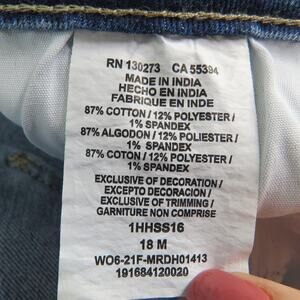 RN 130273 CA 55394
MADE IN INDIA
HECHO EN INDIA
FABRIQUE EN INDE
87% COTTON / 12% POLYESTER /
1% SPANDEX
87% ALGODON / 12% POLIESTER /
1% SPANDEX
87% COTON / 12% POLYESTER /
1% SPANDEX
EXCLUSIVE OF DECORATION /
EXCEPTO DECORACION /
EXCLUSIVE OF TRIMMING /
GARNITURE NON COMPRISE
1HHSS16
18 M
WO6-21F-MRDH01413
191684120020